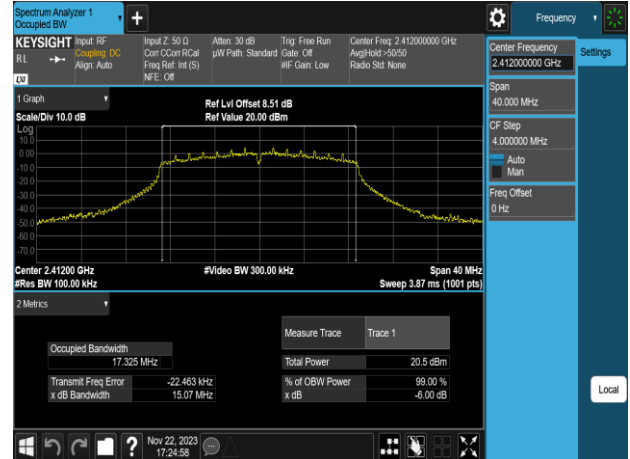 Spectrum Analyzer 1
Occupied BW
+
Frequency
KEYSIGHT
RL
LXI
Input: RF
Coupling: DC
Align: Auto
Input Z: 50 Ω
Corr CCorr RCal
Freq Ref: Int (S)
NFE: Off
Atten: 30 dB
µW Path: Standard
Trig: Free Run
Gate: Off
#IF Gain: Low
Center Freq: 2.412000000 GHz
Avg|Hold:>50/50
Radio Std: None
Center Frequency
2.412000000 GHz
Settings
Span
40.000 MHz
CF Step
4.000000 MHz
Auto
Man
Freq Offset
0 Hz
Local
1 Graph
Scale/Div 10.0 dB
Ref Lvl Offset 8.51 dB
Ref Value 20.00 dBm
Log
10.0
0.00
-10.0
-20.0
-30.0
-40.0
-50.0
-60.0
-70.0
Center 2.41200 GHz
#Res BW 100.00 kHz
#Video BW 300.00 kHz
Span 40 MHz
Sweep 3.87 ms (1001 pts)
2 Metrics
Occupied Bandwidth
17.325 MHz
Transmit Freq Error -22.463 kHz
x dB Bandwidth 15.07 MHz
Measure Trace Trace 1
Total Power 20.5 dBm
% of OBW Power 99.00 %
x dB -6.00 dB
?
Nov 22, 2023
17:24:58